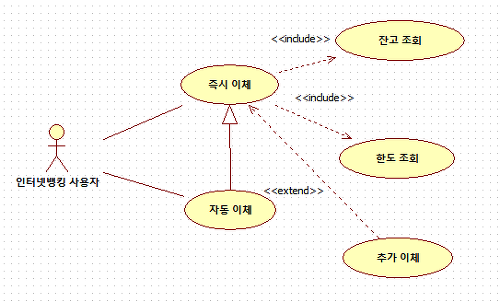 <<include>>
잔고 조회
즉시 이체
<<include>>
한도 조회
인터넷뱅킹 사용자
<<extend>>
자동 이체
추가 이체